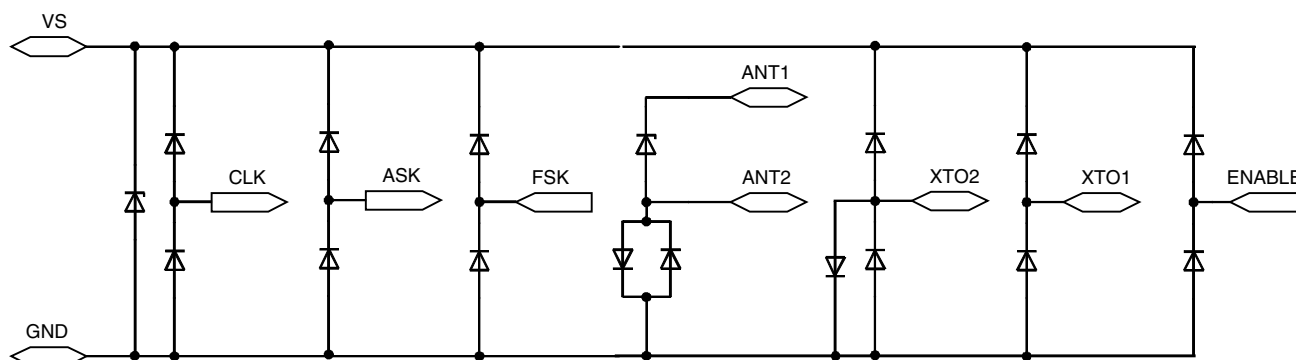 VS
ANT1
CLK
ASK
FSK
ANT2
XTO2
XTO1
ENABLE
GND